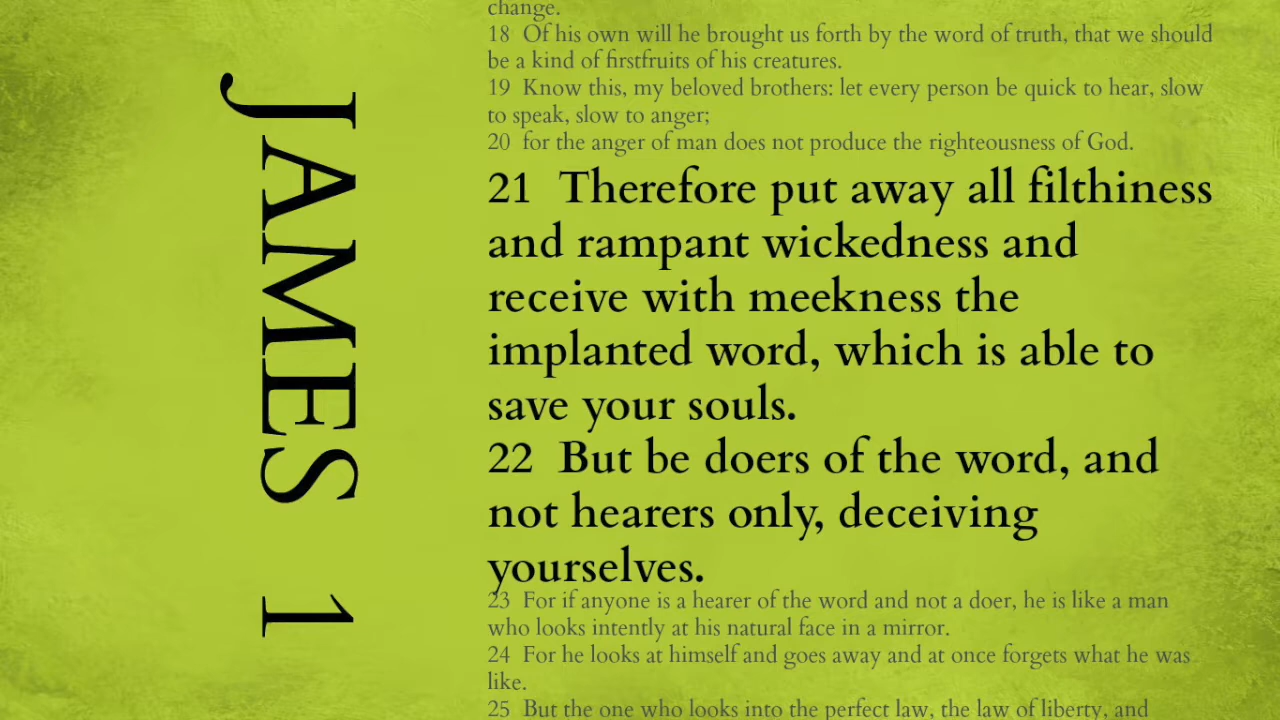 JAMES 1
change.
18 Of his own will he brought us forth by the word of truth, that we should
be a kind of firstfruits of his creatures.
19 Know this, my beloved brothers: let every person be quick to hear, slow
to speak, slow to anger;
20 for the anger of man does not produce the righteousness of God.
21 Therefore put away all filthiness
and rampant wickedness and
receive with meekness the
implanted word, which is able to
save your souls.
22 But be doers of the word, and
not hearers only, deceiving
yourselves.
23 For if anyone is a hearer of the word and not a doer, he is like a man
who looks intently at his natural face in a mirror.
24 For he looks at himself and goes away and at once forgets what he was
like.
25 But the one who looks into the perfect law, the law of liberty, and